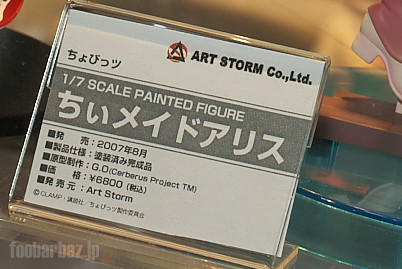 ART STORM Co.,Ltd.
ちょびっツ
1/7 SCALE PAINTED FIGURE
ちぃメイドアリス
■発　売：2007年8月
■製品仕様：塗装済み完成品
■原型制作：G.O(Cerberus Project TM)
■価　格：¥6800（税込）
■発売元：Art Storm
©CLAMP・講談社／ちょびっツ製作委員会
foobarbaz.jp